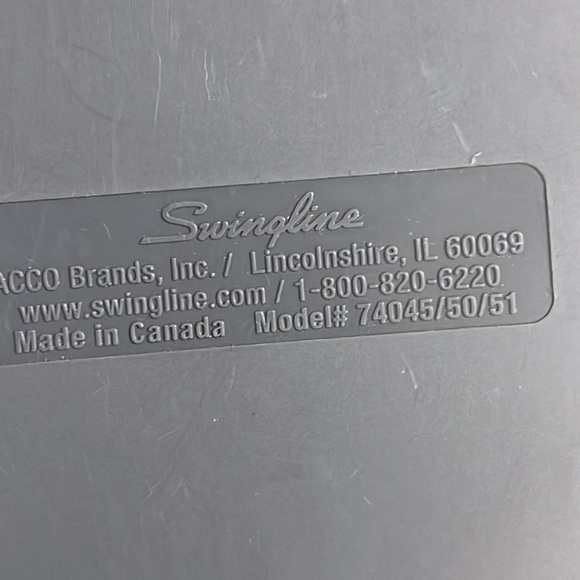 Swingline
ACCO Brands, Inc. / Lincolnshire, IL 60069
www.swingline.com / 1-800-820-6220
Made in Canada Model# 74045/50/51